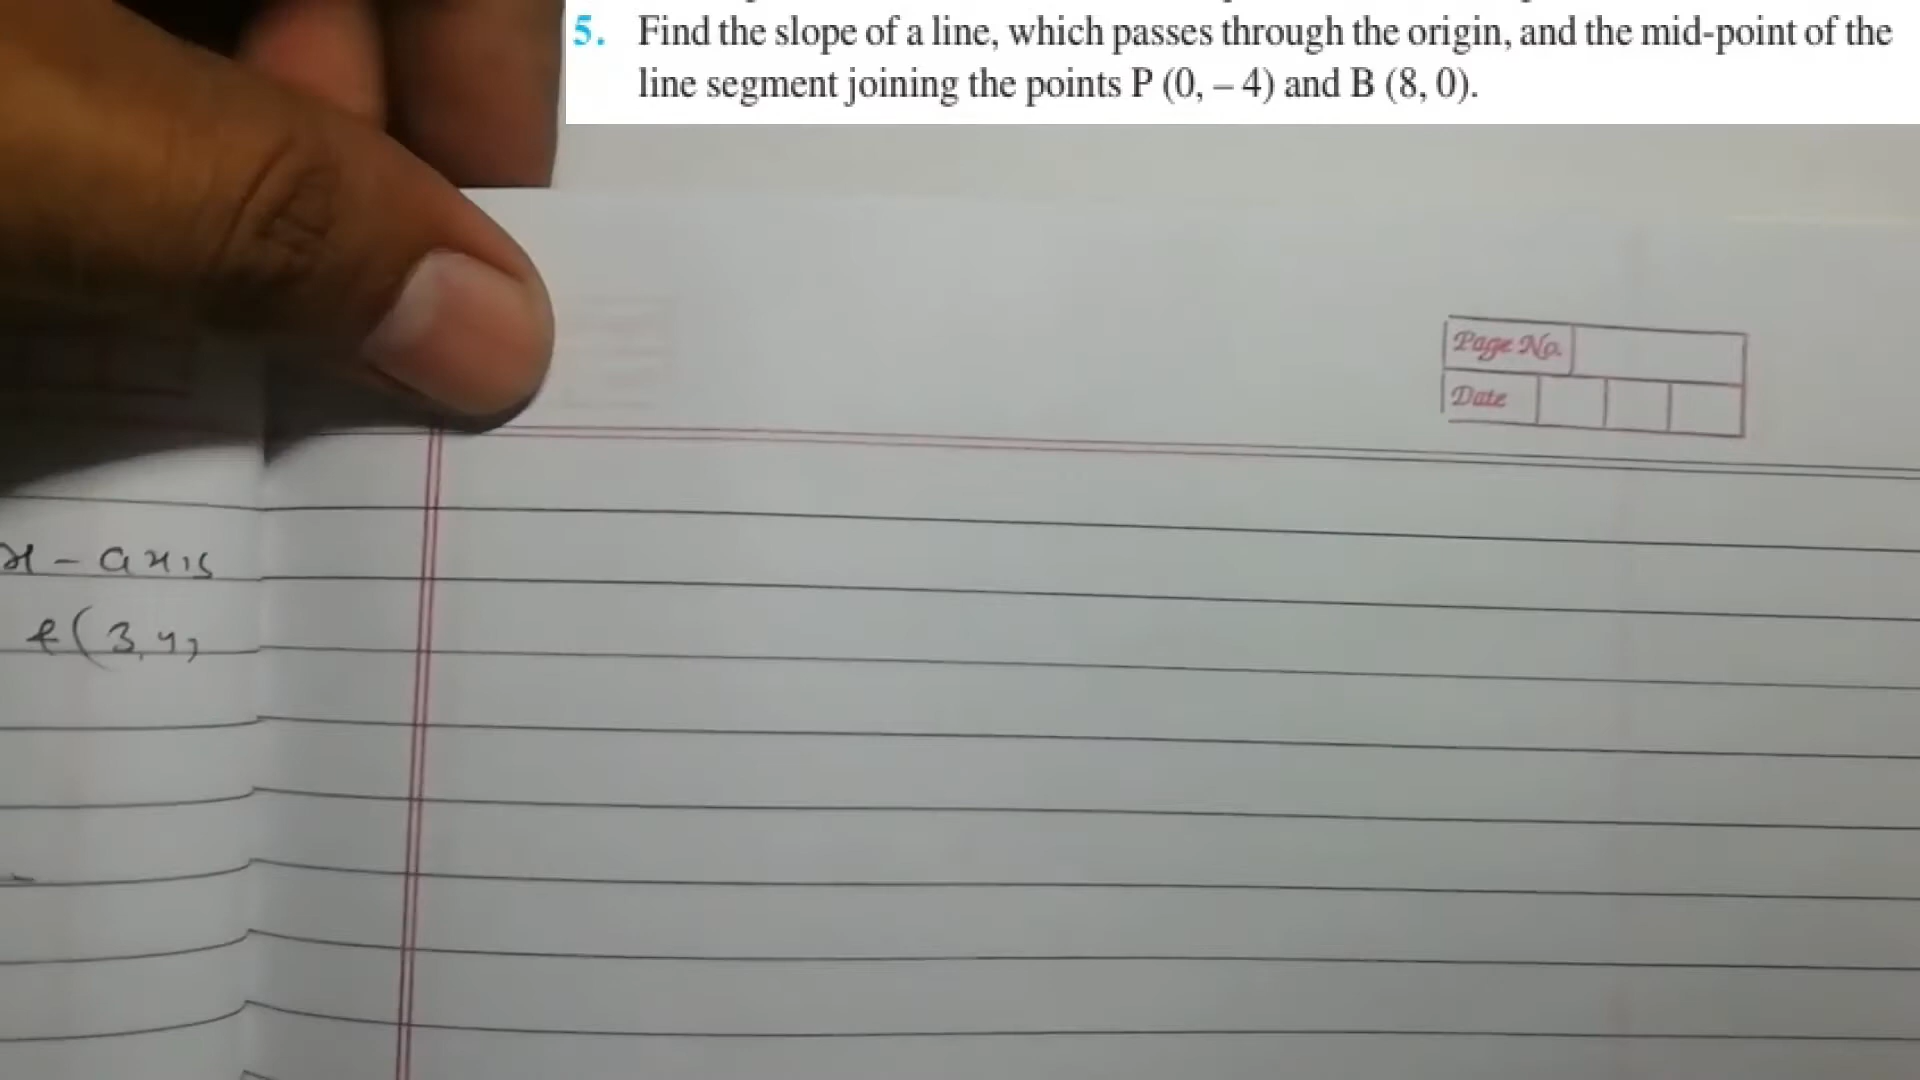 5. Find the slope of a line, which passes through the origin, and the mid-point of the
line segment joining the points P (0, – 4) and B (8, 0).
Page No.
Date
x - axis
& (3, 4)